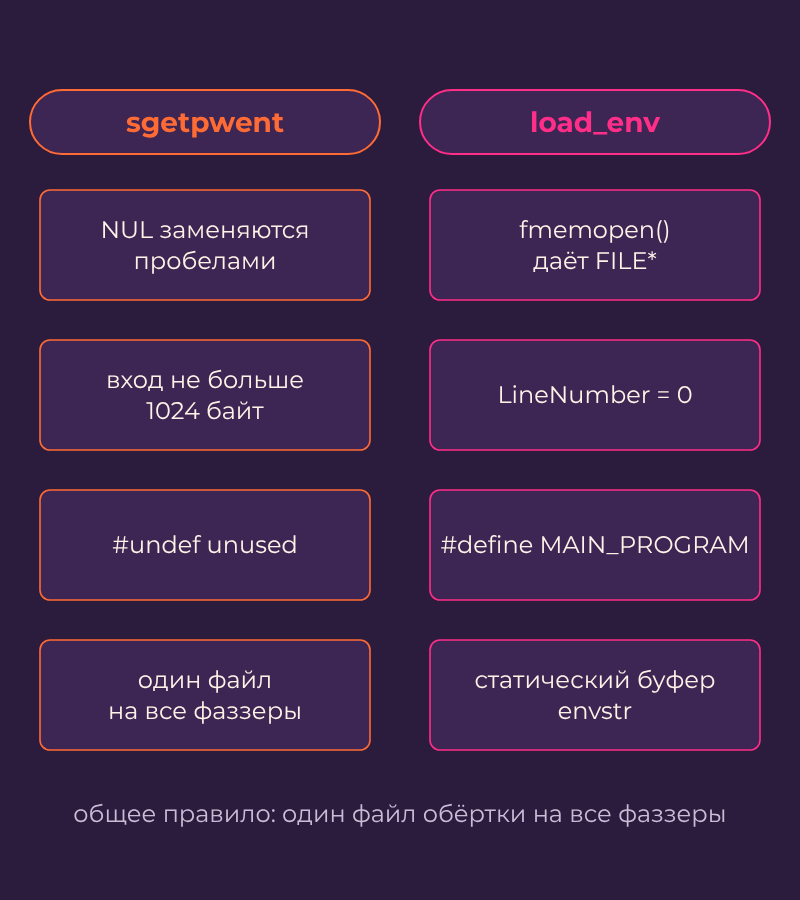 sgetpwent
NUL заменяются
пробелами
вход не больше
1024 байт
#undef unused
один файл
на все фаззеры
load_env
fmemopen()
даёт FILE*
LineNumber = 0
#define MAIN_PROGRAM
статический буфер
envstr
общее правило: один файл обёртки на все фаззеры